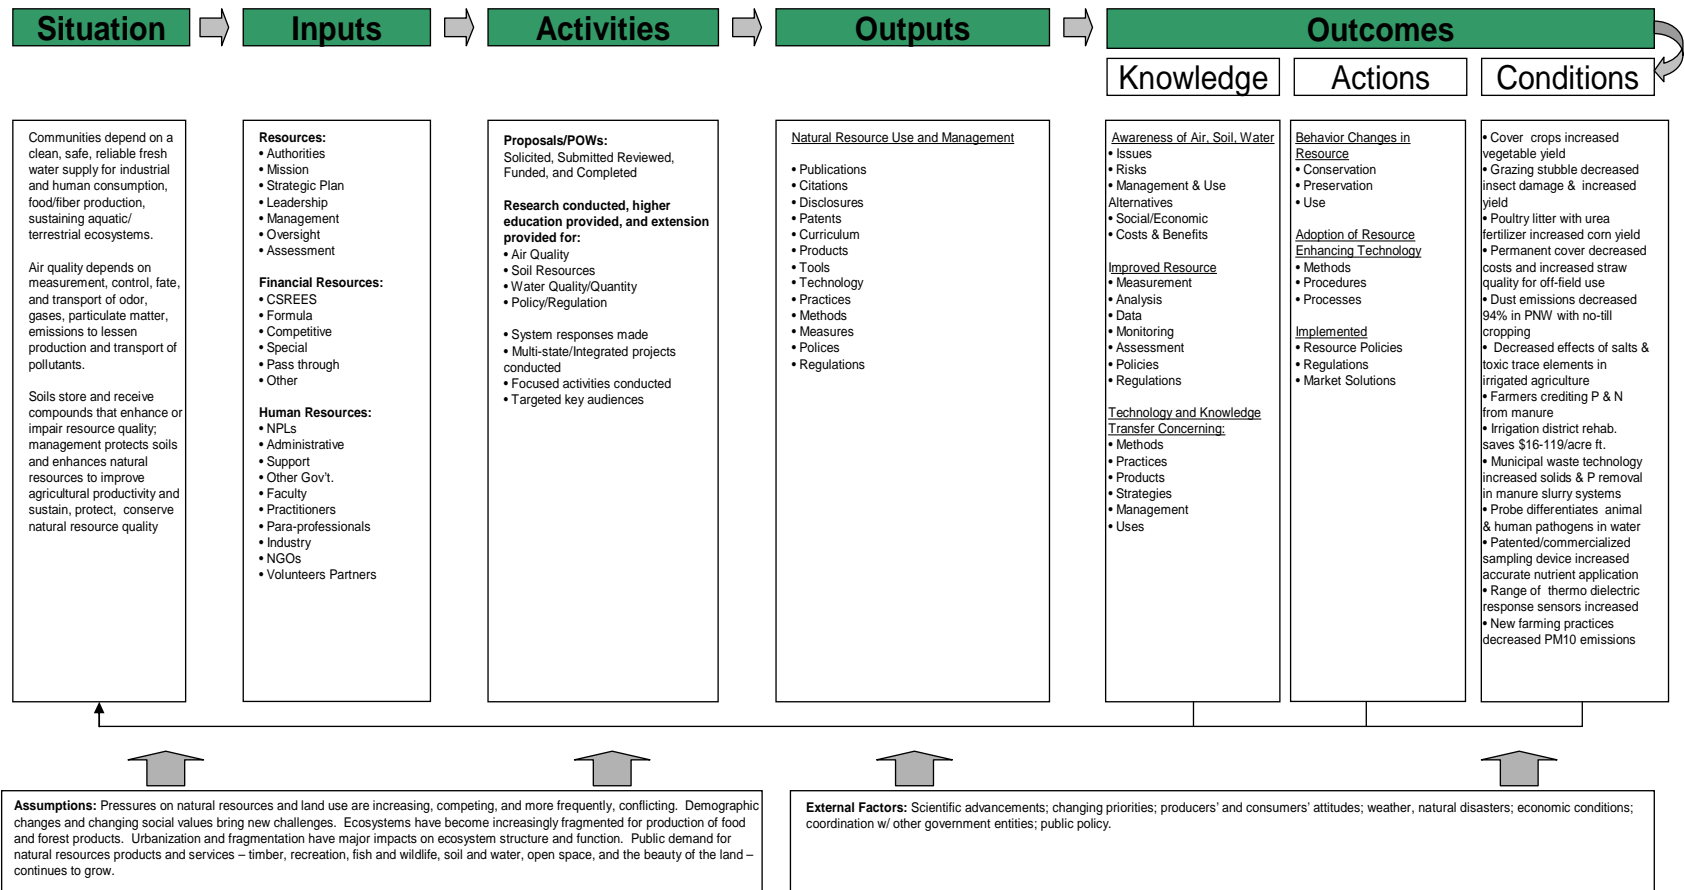 Situation
Inputs
Activities
Outputs
Outcomes
Knowledge
Actions
Conditions
Communities depend on a
clean, safe, reliable fresh
water supply for industrial
and human consumption,
food/fiber production,
sustaining aquatic/
terrestrial ecosystems.
Air quality depends on
measurement, control, fate,
and transport of odor,
gases, particulate matter,
emissions to lessen
production and transport of
pollutants.
Soils store and receive
compounds that enhance or
impair resource quality;
management protects soils
and enhances natural
resources to improve
agricultural productivity and
sustain, protect, conserve
natural resource quality
Resources:
• Authorities
• Mission
• Strategic Plan
• Leadership
• Management
• Oversight
• Assessment
Financial Resources:
• CSREES
• Formula
• Competitive
• Special
• Pass through
• Other
Human Resources:
• NPLs
• Administrative
• Support
• Other Gov't.
• Faculty
• Practitioners
• Para-professionals
• Industry
• NGOs
• Volunteers Partners
Proposals/POWs:
Solicited, Submitted Reviewed,
Funded, and Completed
Research conducted, higher
education provided, and extension
provided for:
• Air Quality
• Soil Resources
• Water Quality/Quantity
• Policy/Regulation
• System responses made
• Multi-state/Integrated projects
conducted
• Focused activities conducted
• Targeted key audiences
Natural Resource Use and Management
• Publications
• Citations
• Disclosures
• Patents
• Curriculum
• Products
• Tools
• Technology
• Practices
• Methods
• Measures
• Polices
• Regulations
Awareness of Air, Soil, Water
• Issues
• Risks
• Management & Use
Alternatives
• Social/Economic
• Costs & Benefits
Improved Resource
• Measurement
• Analysis
• Data
• Monitoring
• Assessment
• Policies
• Regulations
Technology and Knowledge
Transfer Concerning:
• Methods
• Practices
• Products
• Strategies
• Management
• Uses
Behavior Changes in
Resource
• Conservation
• Preservation
• Use
Adoption of Resource
Enhancing Technology
• Methods
• Procedures
• Processes
Implemented
• Resource Policies
• Regulations
• Market Solutions
• Cover crops increased
vegetable yield
• Grazing stubble decreased
insect damage & increased
yield
• Poultry litter with urea
fertilizer increased corn yield
• Permanent cover decreased
costs and increased straw
quality for off-field use
• Dust emissions decreased
94% in PNW with no-till
cropping
• Decreased effects of salts &
toxic trace elements in
irrigated agriculture
• Farmers crediting P & N
from manure
• Irrigation district rehab.
saves $16-119/acre ft.
• Municipal waste technology
increased solids & P removal
in manure slurry systems
• Probe differentiates animal
& human pathogens in water
• Patented/commercialized
sampling device increased
accurate nutrient application
• Range of thermo dielectric
response sensors increased
• New farming practices
decreased PM10 emissions
Assumptions: Pressures on natural resources and land use are increasing, competing, and more frequently, conflicting. Demographic
changes and changing social values bring new challenges. Ecosystems have become increasingly fragmented for production of food
and forest products. Urbanization and fragmentation have major impacts on ecosystem structure and function. Public demand for
natural resources products and services – timber, recreation, fish and wildlife, soil and water, open space, and the beauty of the land –
continues to grow.
External Factors: Scientific advancements; changing priorities; producers' and consumers' attitudes; weather, natural disasters; economic conditions;
coordination w/ other government entities; public policy.